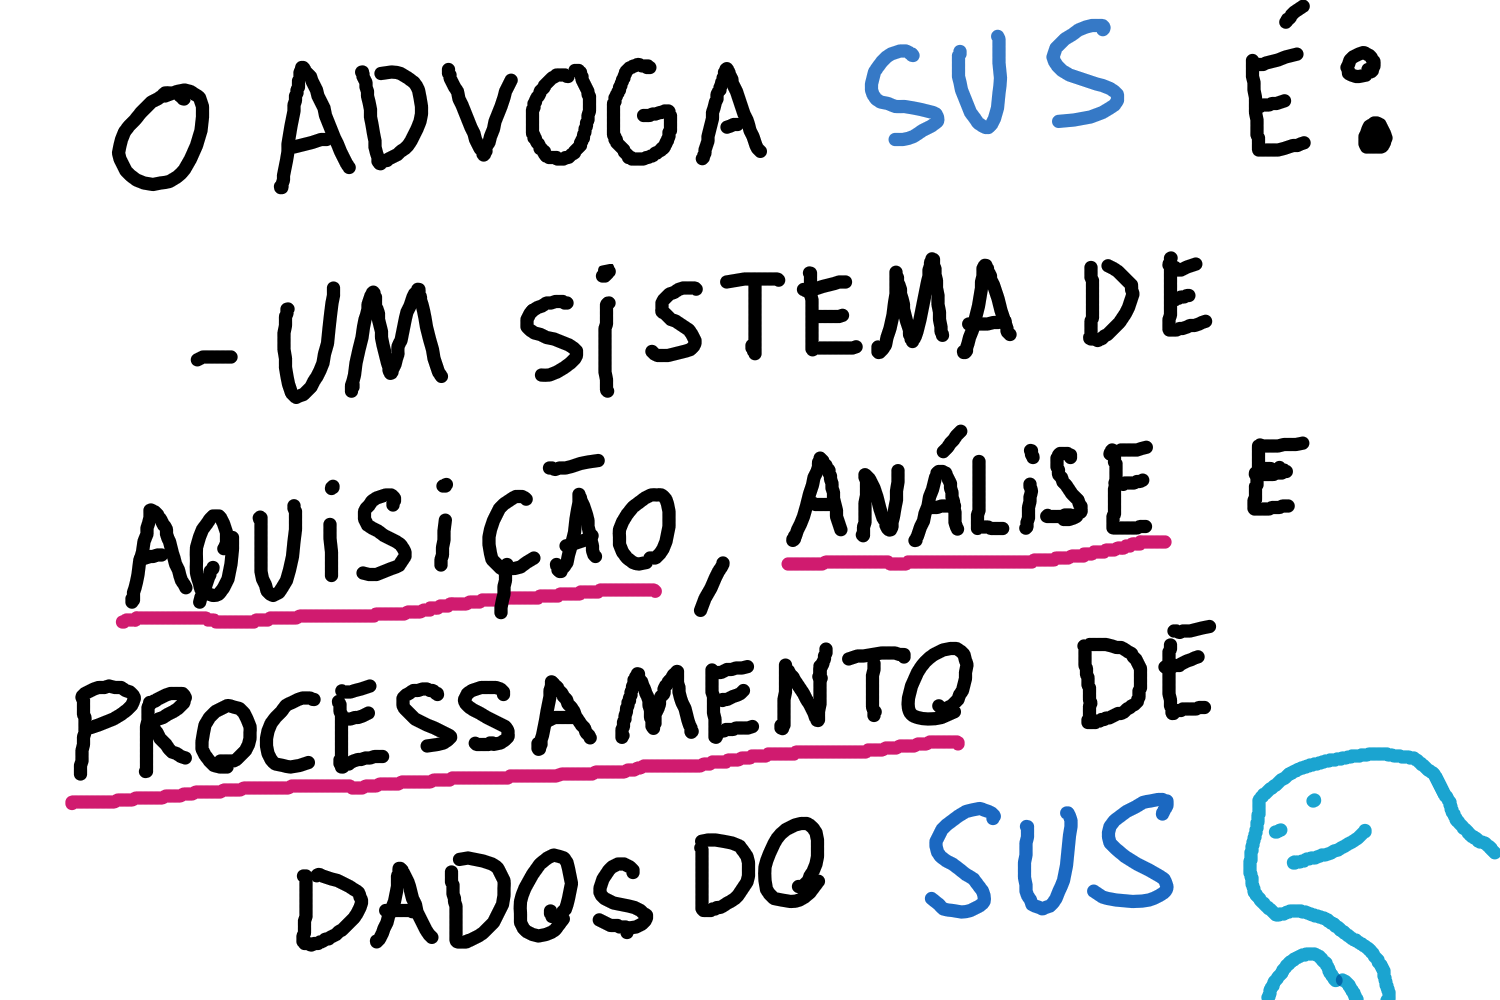 O ADVOGA SUS É:
- UM SiSTEMA DE
AQUiSiÇÃO, ANÁLiSE E
PROCESSAMENTO DE
DADOS DO SUS